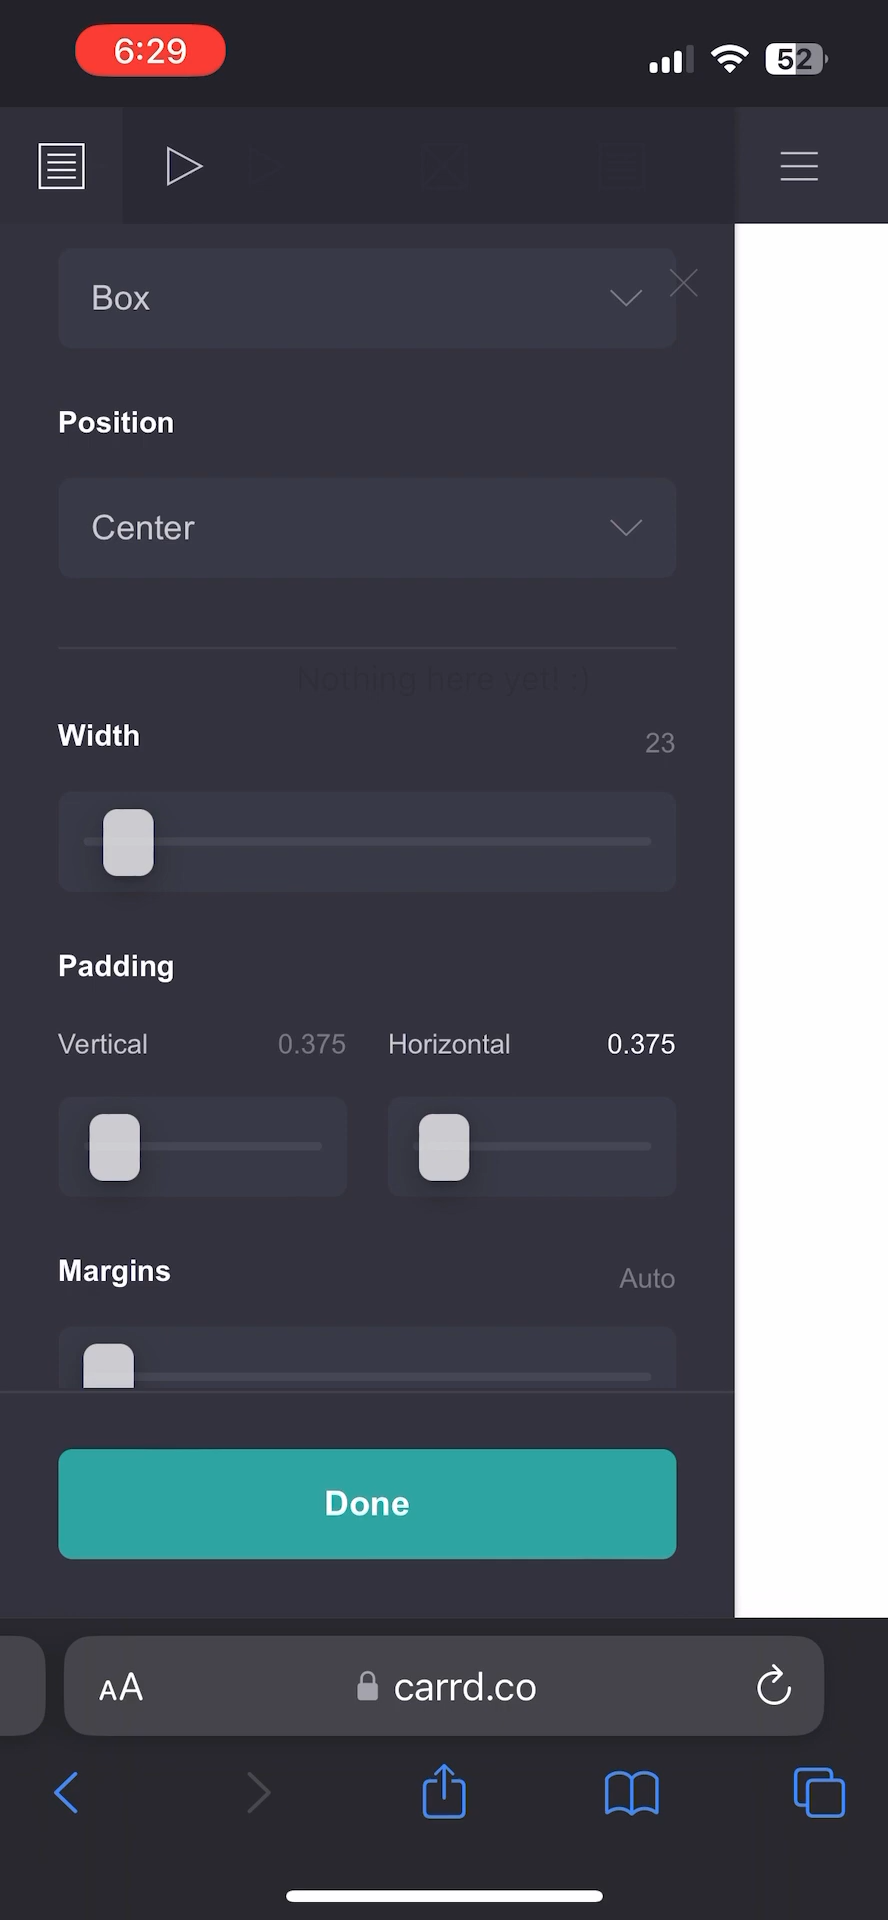 6:29
52
Box
Position
Center
Nothing here yet! :)
Width
23
Padding
Vertical 0.375 Horizontal 0.375
Margins
Auto
Done
AA carrd.co